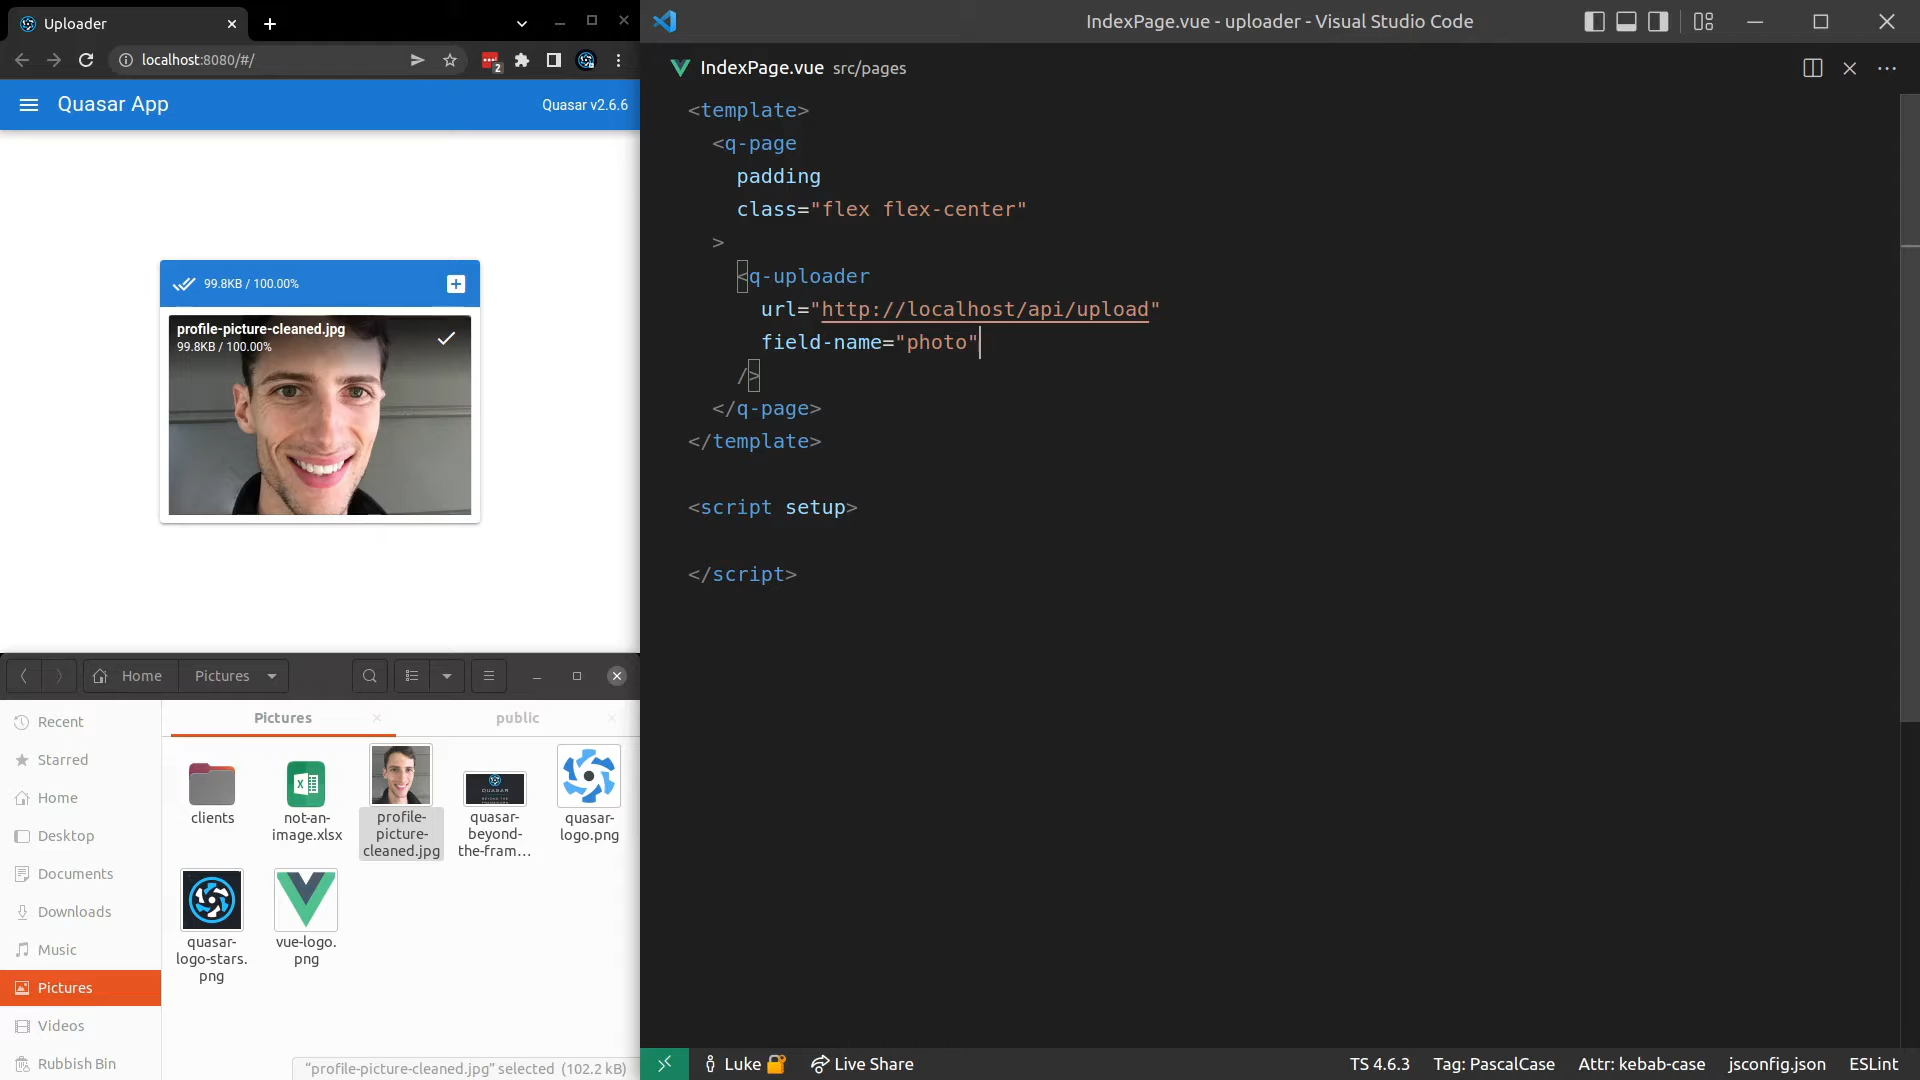 Uploader
localhost:8080/#/
2
Quasar App
Quasar v2.6.6
99.8KB / 100.00%
profile-picture-cleaned.jpg
99.8KB / 100.00%
Home
Pictures
Recent
Starred
Home
Desktop
Documents
Downloads
Music
Pictures
Videos
Rubbish Bin
Pictures
public
clients
not-an-
image.xlsx
profile-
picture-
cleaned.jpg
QUASAR
quasar-
beyond-
the-fram…
quasar-
logo.png
quasar-
logo-stars.
png
vue-logo.
png
"profile-picture-cleaned.jpg" selected (102.2 kB)
IndexPage.vue - uploader - Visual Studio Code
IndexPage.vue src/pages
<template>
<q-page
padding
class="flex flex-center"
>
<q-uploader
url="http://localhost/api/upload"
field-name="photo"
/>
</q-page>
</template>
<script setup>
</script>
Luke
Live Share
TS 4.6.3
Tag: PascalCase
Attr: kebab-case
jsconfig.json
ESLint